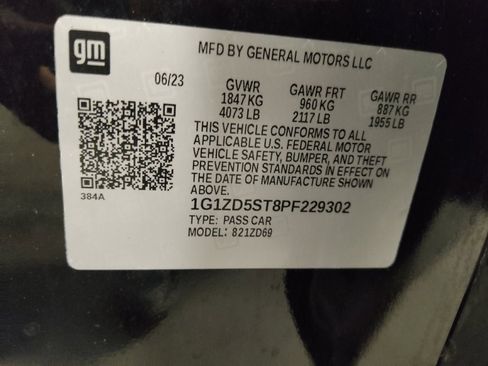 gm
MFD BY GENERAL MOTORS LLC
06/23 GVWR GAWR FRT GAWR RR
1847 KG 960 KG 887 KG
4073 LB 2117 LB 1955 LB
THIS VEHICLE CONFORMS TO ALL
APPLICABLE U.S. FEDERAL MOTOR
VEHICLE SAFETY, BUMPER, AND THEFT
PREVENTION STANDARDS IN EFFECT ON
THE DATE OF MANUFACTURE SHOWN
ABOVE.
384A
1G1ZD5ST8PF229302
TYPE: PASS CAR
MODEL: 821ZD69